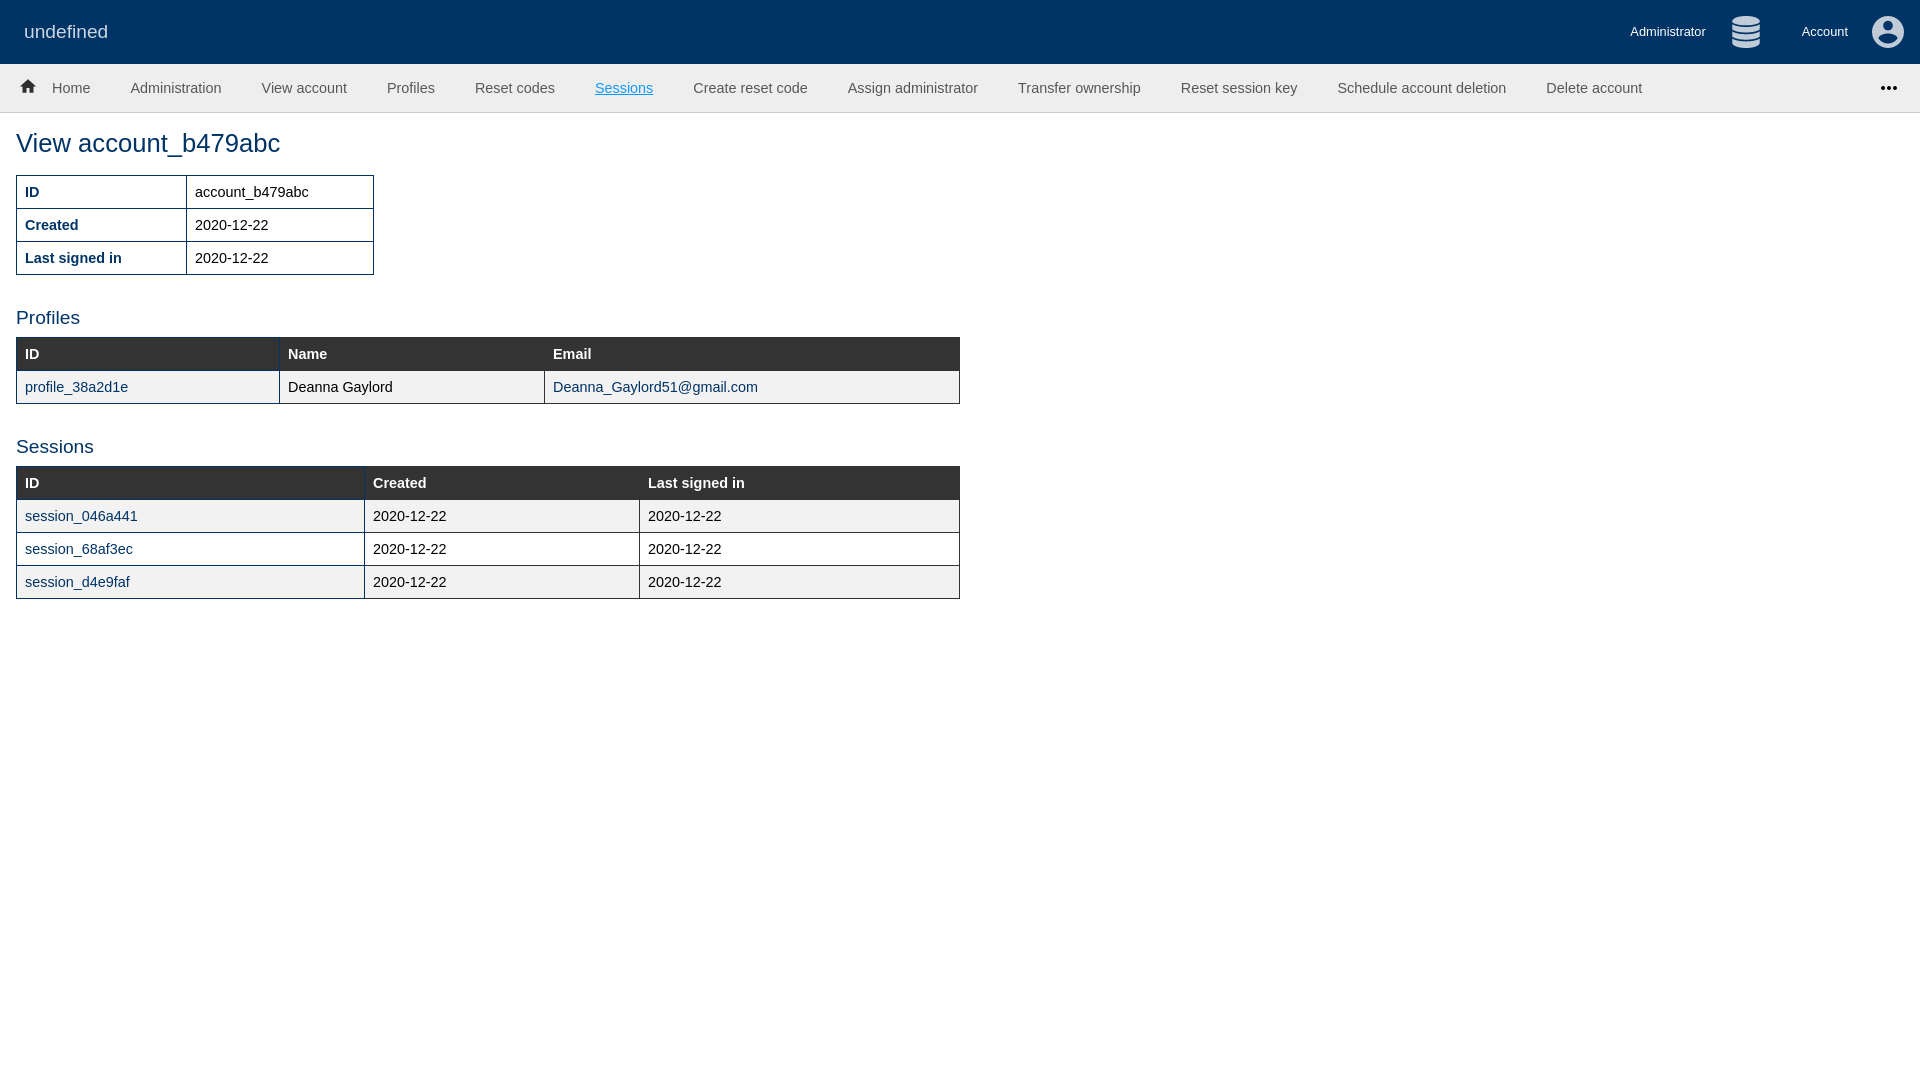 undefined
Administrator
Account
Home Administration View account Profiles Reset codes Sessions Create reset code Assign administrator Transfer ownership Reset session key Schedule account deletion Delete account
View account_b479abc
ID account_b479abc
Created 2020-12-22
Last signed in 2020-12-22
Profiles
ID Name Email
profile_38a2d1e Deanna Gaylord Deanna_Gaylord51@gmail.com
Sessions
ID Created Last signed in
session_046a441 2020-12-22 2020-12-22
session_68af3ec 2020-12-22 2020-12-22
session_d4e9faf 2020-12-22 2020-12-22